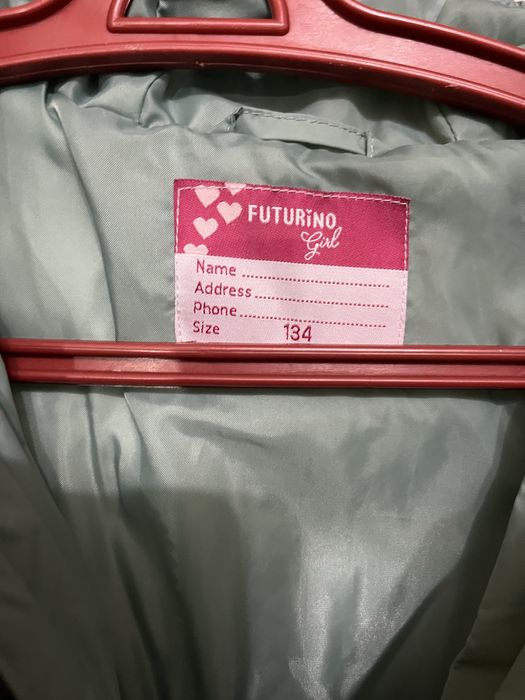 FUTURINO
Girl
Name ..............................
Address ..............................
Phone ..............................
Size 134